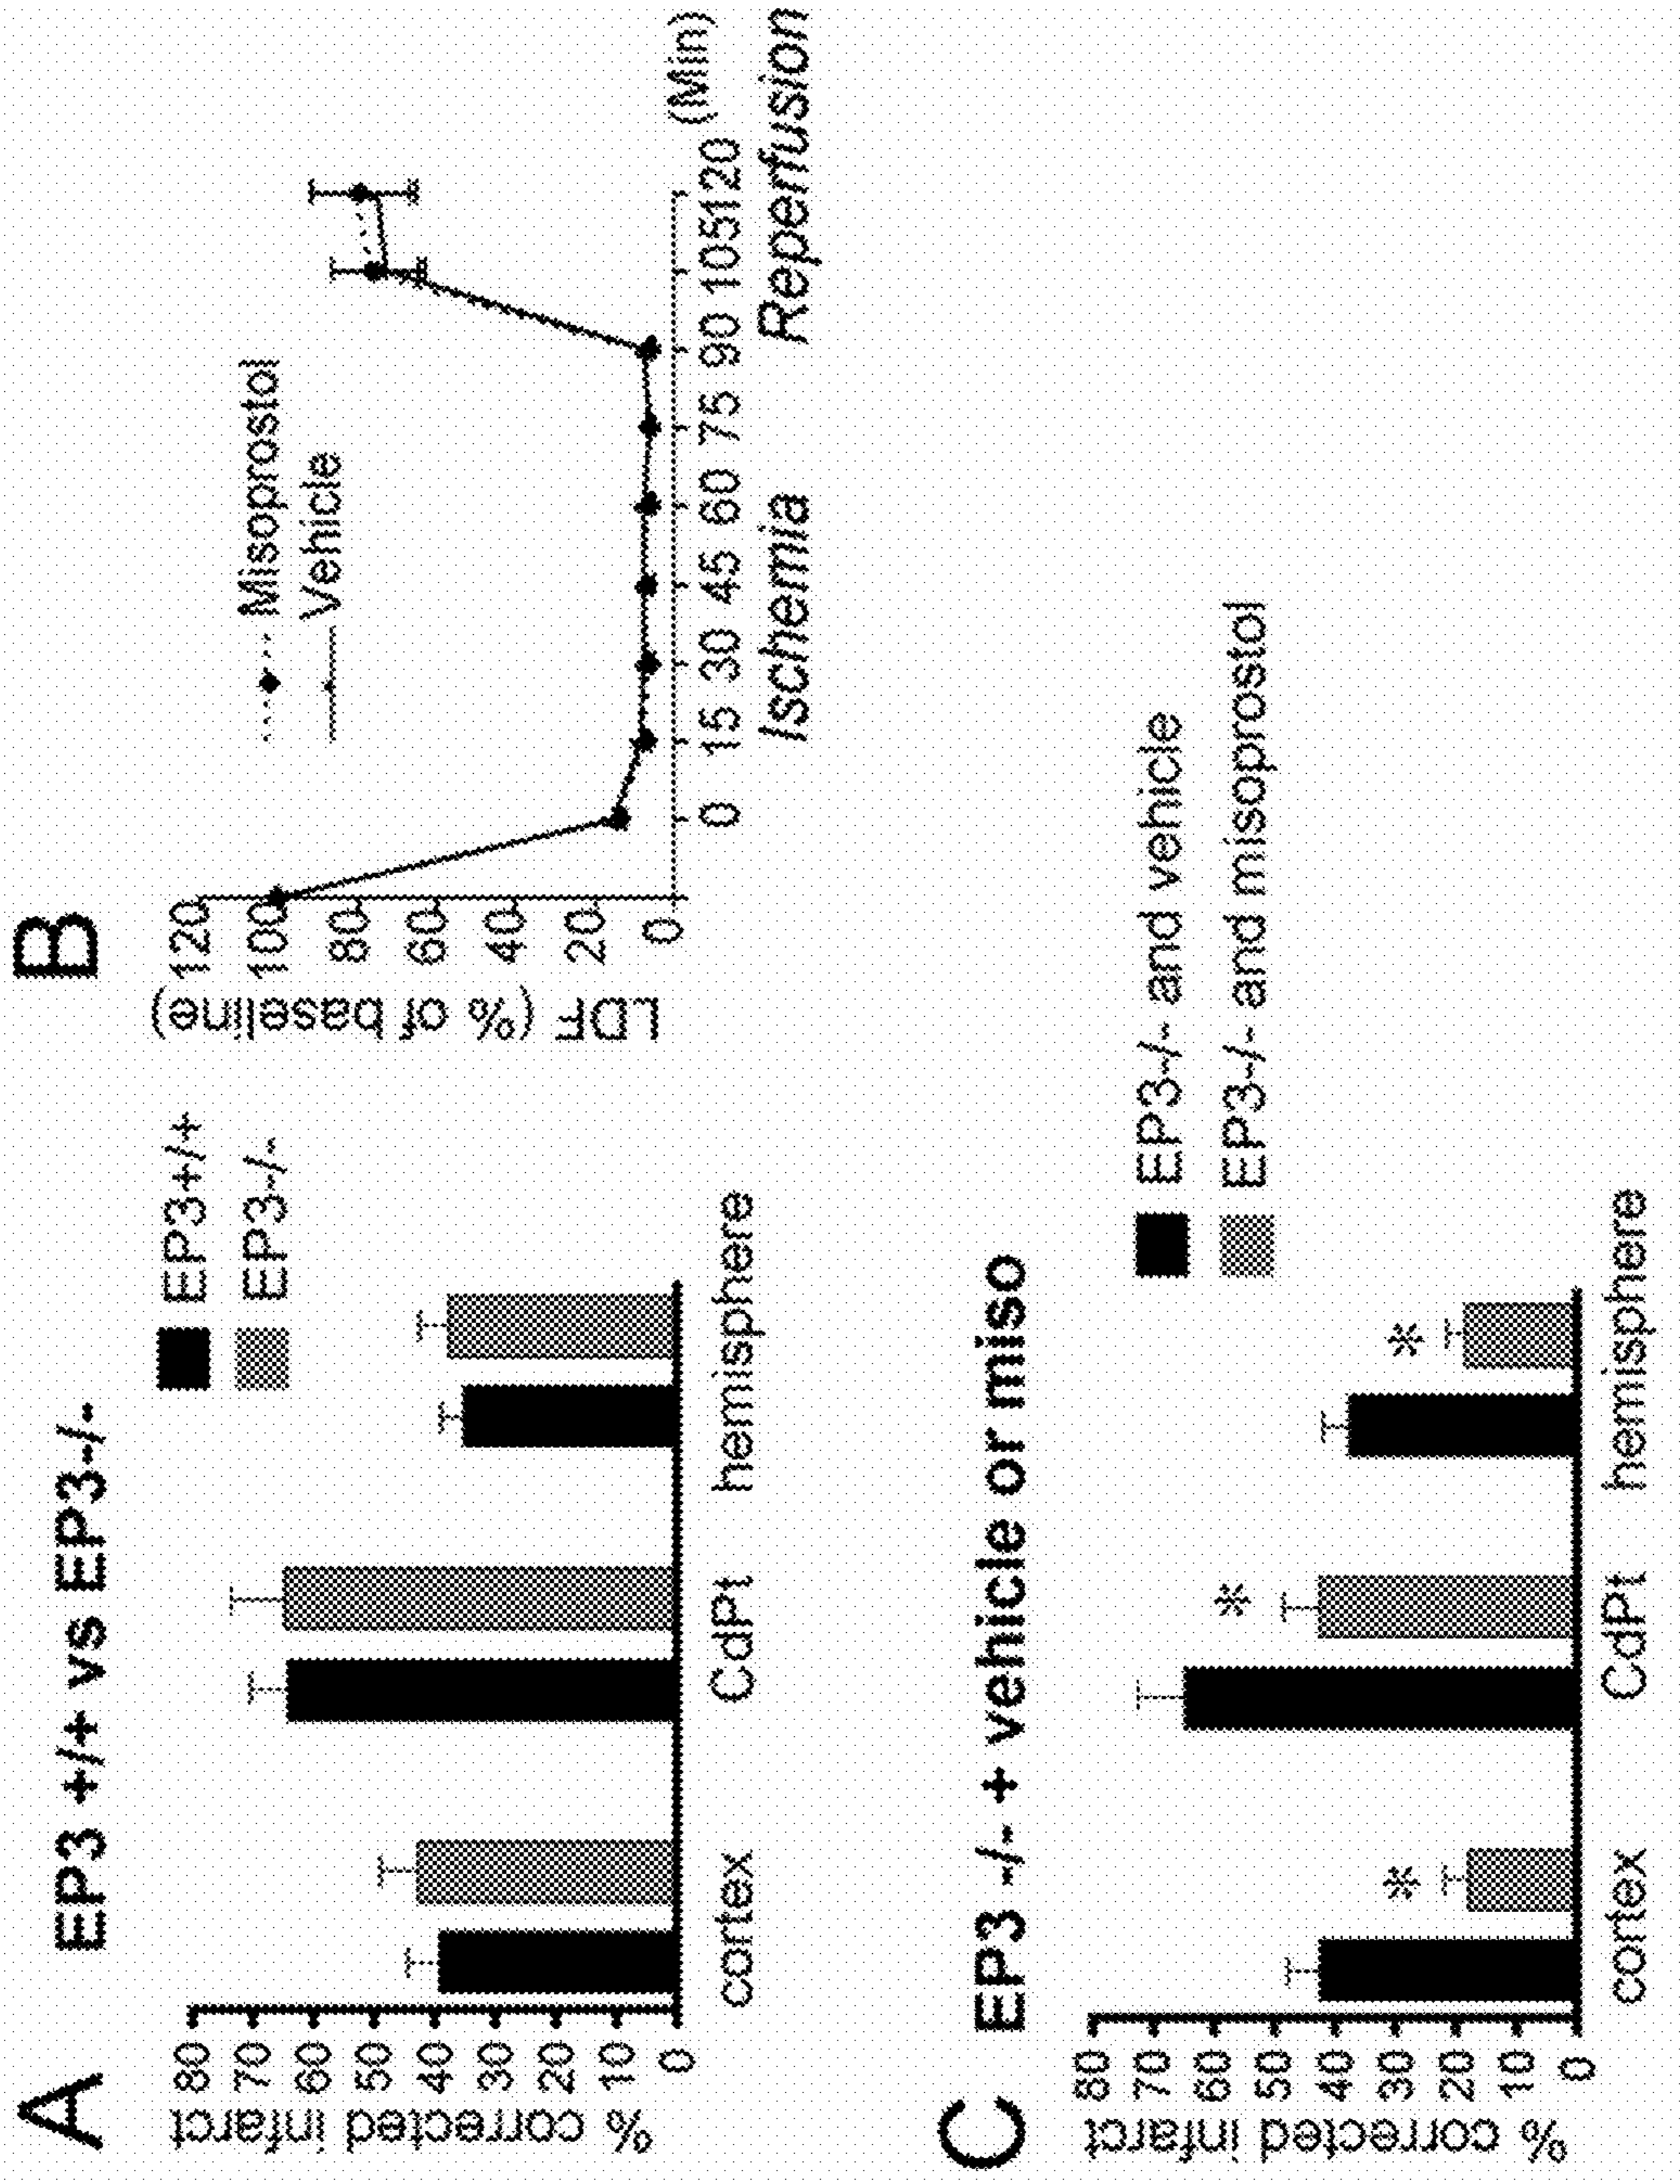 A
EP3 +/+ vs EP3-/-
% corrected infarct
80
70
60
50
40
30
20
10
0
EP3+/+
EP3-/-
cortex CdPt hemisphere
B
LDF (% of baseline)
120
100
80
60
40
20
0
Misoprostol
Vehicle
0 15 30 45 60 75 90 105 120 (Min)
Ischemia Reperfusion
C
EP3 -/- + vehicle or miso
% corrected infarct
80
70
60
50
40
30
20
10
0
EP3-/- and vehicle
EP3-/- and misoprostol
* * *
cortex CdPt hemisphere